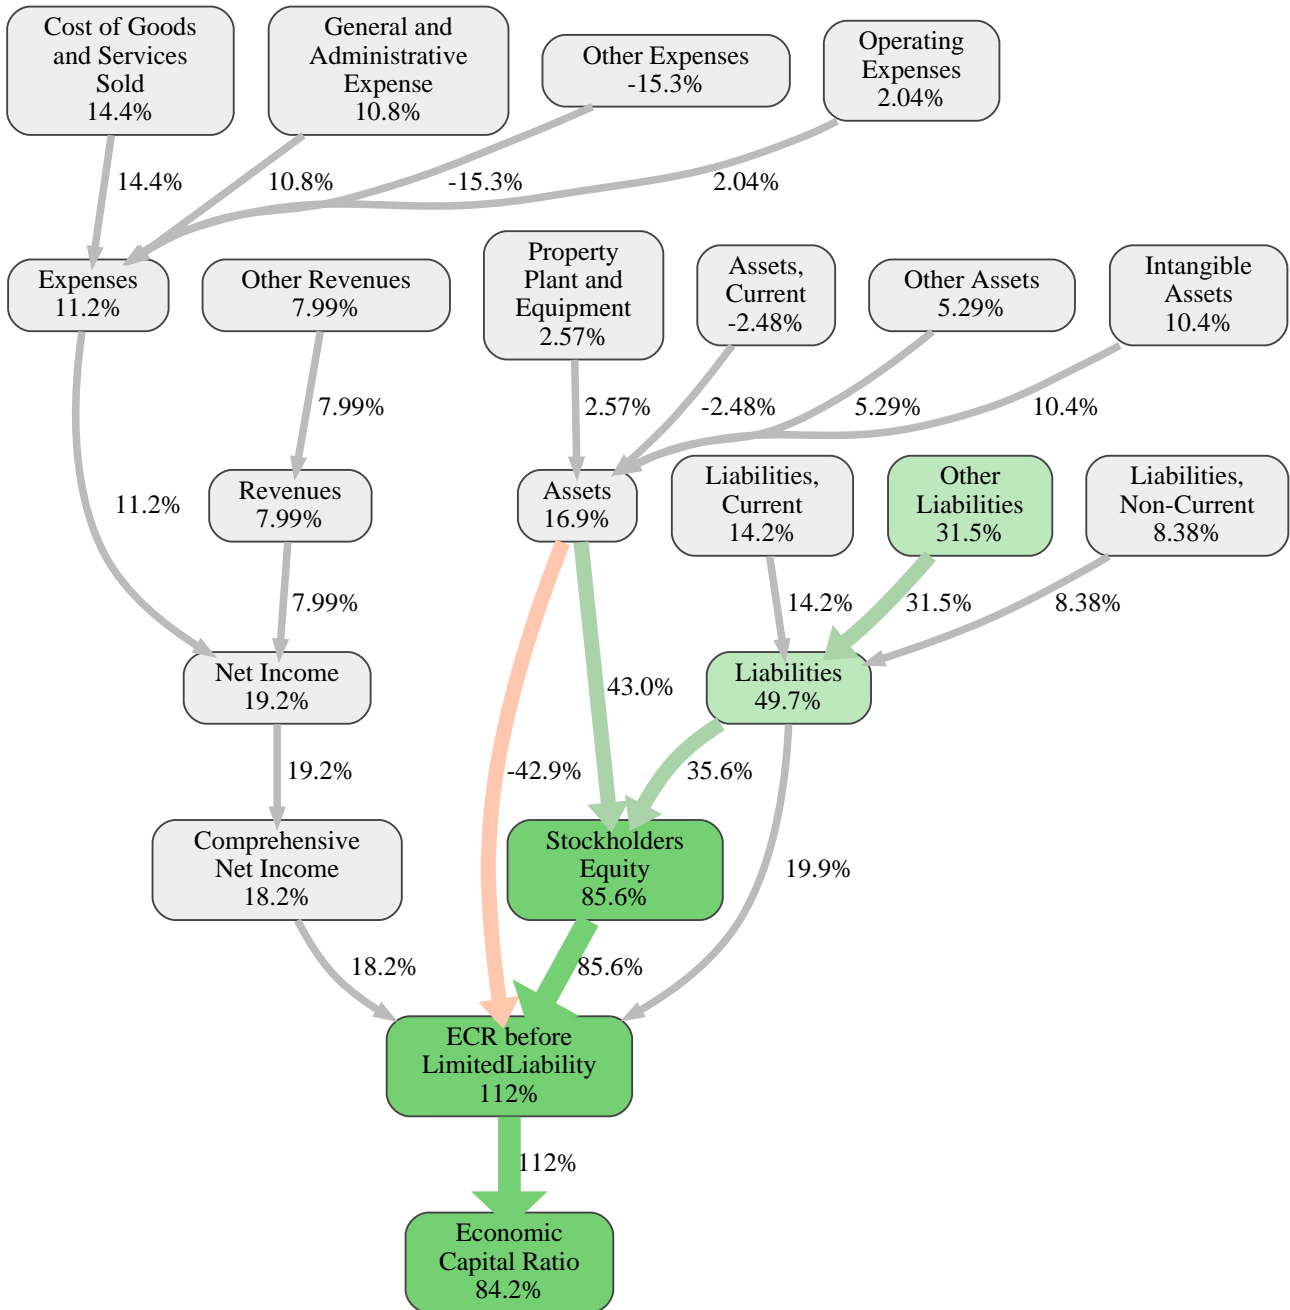 Cost of Goods
and Services
Sold
14.4%
General and
Administrative
Expense
10.8%
Other Expenses
-15.3%
Operating
Expenses
2.04%
14.4%
10.8%
-15.3%
2.04%
Expenses
11.2%
Other Revenues
7.99%
Property
Plant and
Equipment
2.57%
Assets,
Current
-2.48%
Other Assets
5.29%
Intangible
Assets
10.4%
7.99%
2.57%
-2.48%
5.29%
10.4%
11.2%
Revenues
7.99%
Assets
16.9%
Liabilities,
Current
14.2%
Other
Liabilities
31.5%
Liabilities,
Non-Current
8.38%
7.99%
14.2%
31.5%
8.38%
Net Income
19.2%
43.0%
Liabilities
49.7%
19.2%
-42.9%
35.6%
Comprehensive
Net Income
18.2%
Stockholders
Equity
85.6%
19.9%
18.2%
85.6%
ECR before
LimitedLiability
112%
112%
Economic
Capital Ratio
84.2%